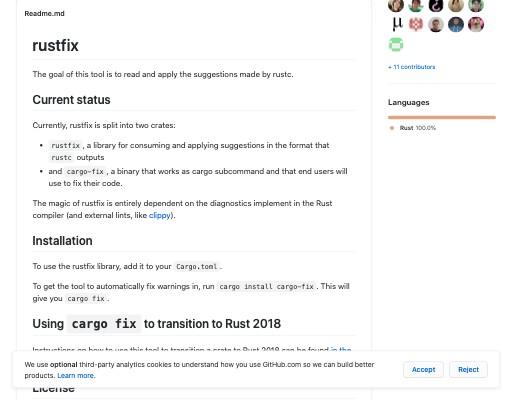 Readme.md
rustfix
The goal of this tool is to read and apply the suggestions made by rustc.
Current status
Currently, rustfix is split into two crates:
• rustfix, a library for consuming and applying suggestions in the format that
rustc outputs
• and cargo-fix, a binary that works as cargo subcommand and that end users will
use to fix their code.
The magic of rustfix is entirely dependent on the diagnostics implement in the Rust
compiler (and external lints, like clippy).
Installation
To use the rustfix library, add it to your Cargo.toml.
To get the tool to automatically fix warnings in, run cargo install cargo-fix. This will
give you cargo fix.
Using cargo fix to transition to Rust 2018
Instructions on how to use this tool to transition a crate to Rust 2018 can be found in the
We use optional third-party analytics cookies to understand how you use GitHub.com so we can build better
products. Learn more.
Accept
Reject
License
μ
+ 11 contributors
Languages
Rust 100.0%